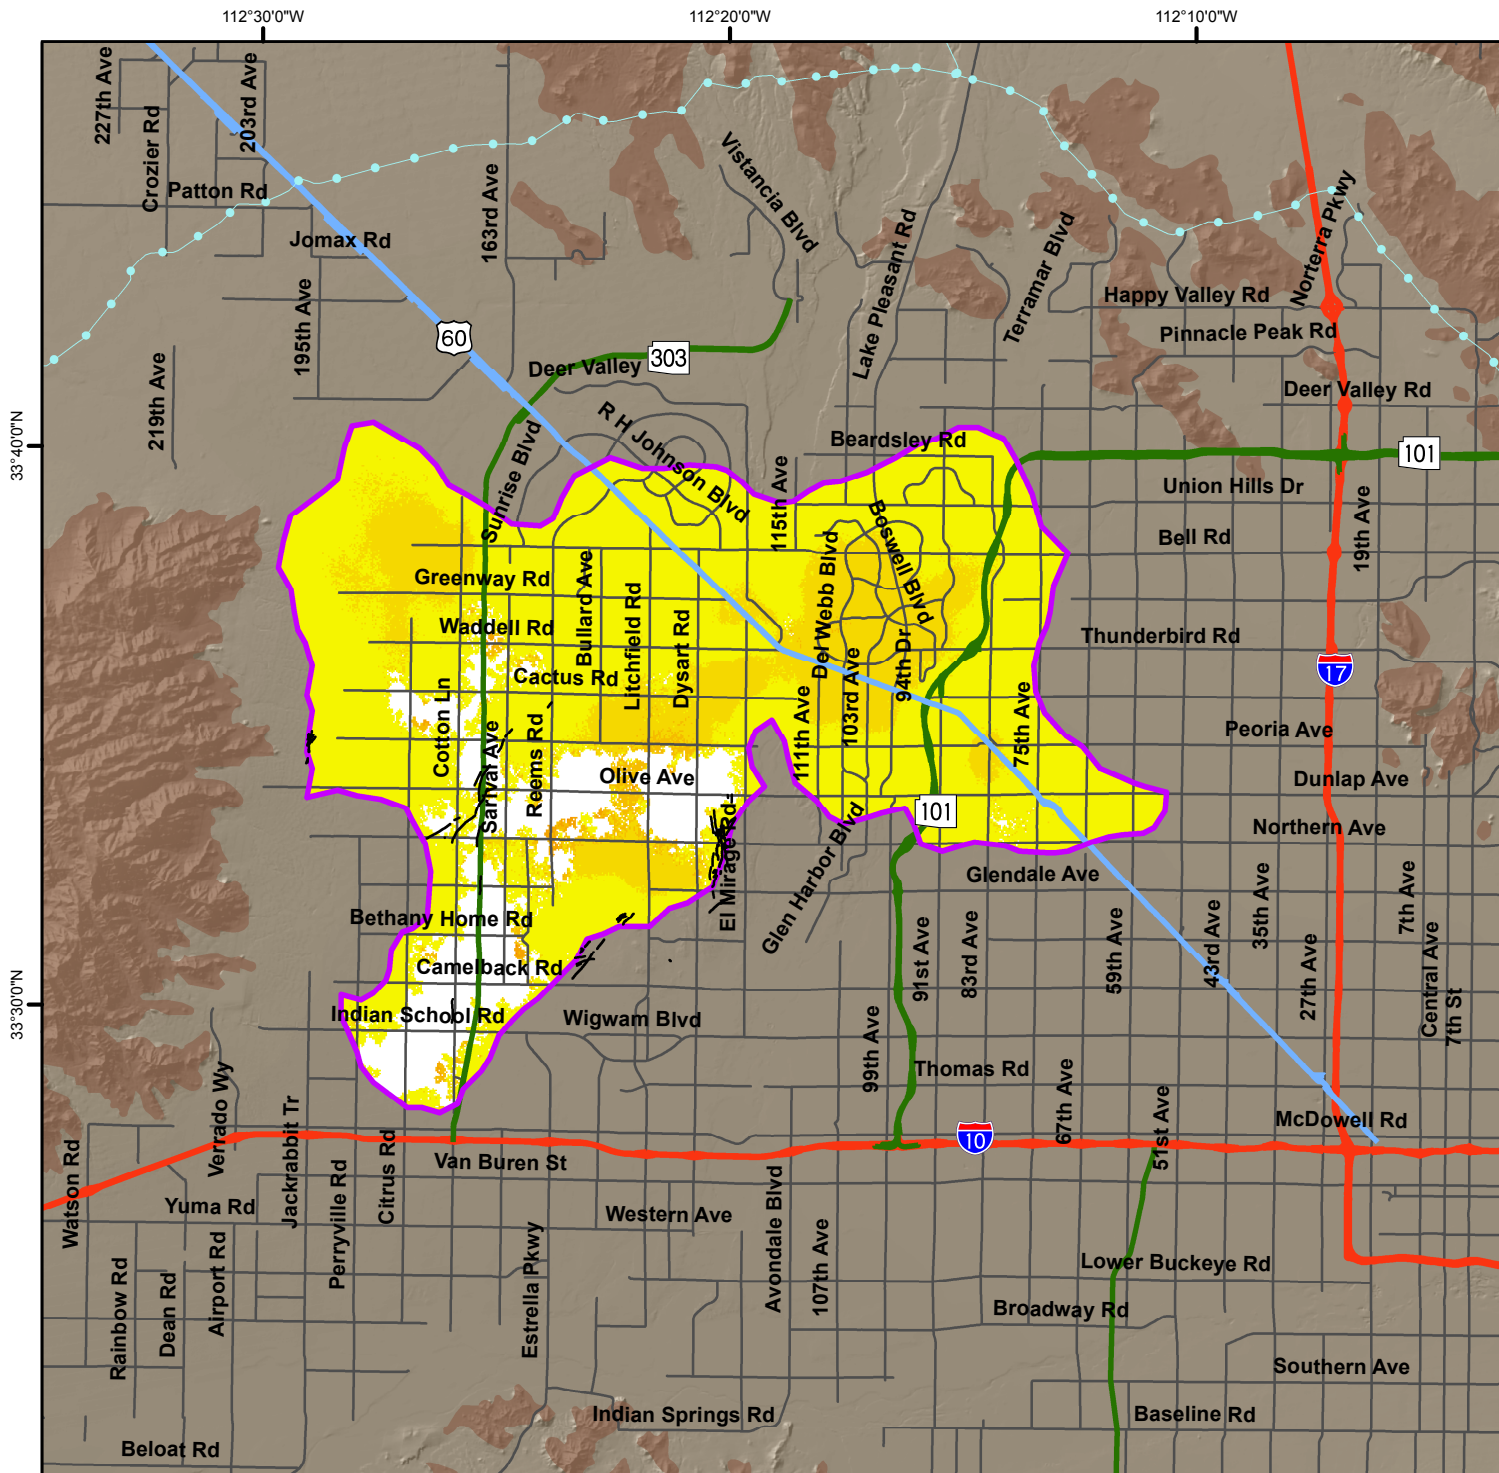 112°30'0"W
112°20'0"W
112°10'0"W
227th Ave
203rd Ave
Crozier Rd
Patton Rd
163rd Ave
Vistancia Blvd
Jomax Rd
Lake Pleasant Rd
Terramar Blvd
Norterra Pkwy
195th Ave
Happy Valley Rd
Pinnacle Peak Rd
60
303
Deer Valley
219th Ave
Deer Valley Rd
33°40'0"N
R H Johnson Blvd
Beardsley Rd
101
Sunrise Blvd
115th Ave
Union Hills Dr
Boswell Blvd
Bell Rd
19th Ave
Greenway Rd
Bullard Ave
Del Webb Blvd
Litchfield Rd
Waddell Rd
Dysart Rd
Thunderbird Rd
Cactus Rd
94th Dr
17
103rd Ave
Cotton Ln
111th Ave
75th Ave
Peoria Ave
Sarival Ave
Reems Rd
Olive Ave
Dunlap Ave
101
El Mirage Rd
Northern Ave
Glen Harbor Blvd
Glendale Ave
35th Ave
7th Ave
Bethany Home Rd
91st Ave
83rd Ave
59th Ave
43rd Ave
Camelback Rd
27th Ave
Central Ave
7th St
33°30'0"N
Indian School Rd
Wigwam Blvd
99th Ave
Thomas Rd
67th Ave
Verrado Wy
51st Ave
McDowell Rd
10
Jackrabbit Tr
Van Buren St
Watson Rd
Citrus Rd
Perryville Rd
Yuma Rd
Western Ave
Avondale Blvd
107th Ave
Lower Buckeye Rd
Airport Rd
Estrella Pkwy
Rainbow Rd
Dean Rd
Broadway Rd
Southern Ave
Indian Springs Rd
Baseline Rd
Beloat Rd